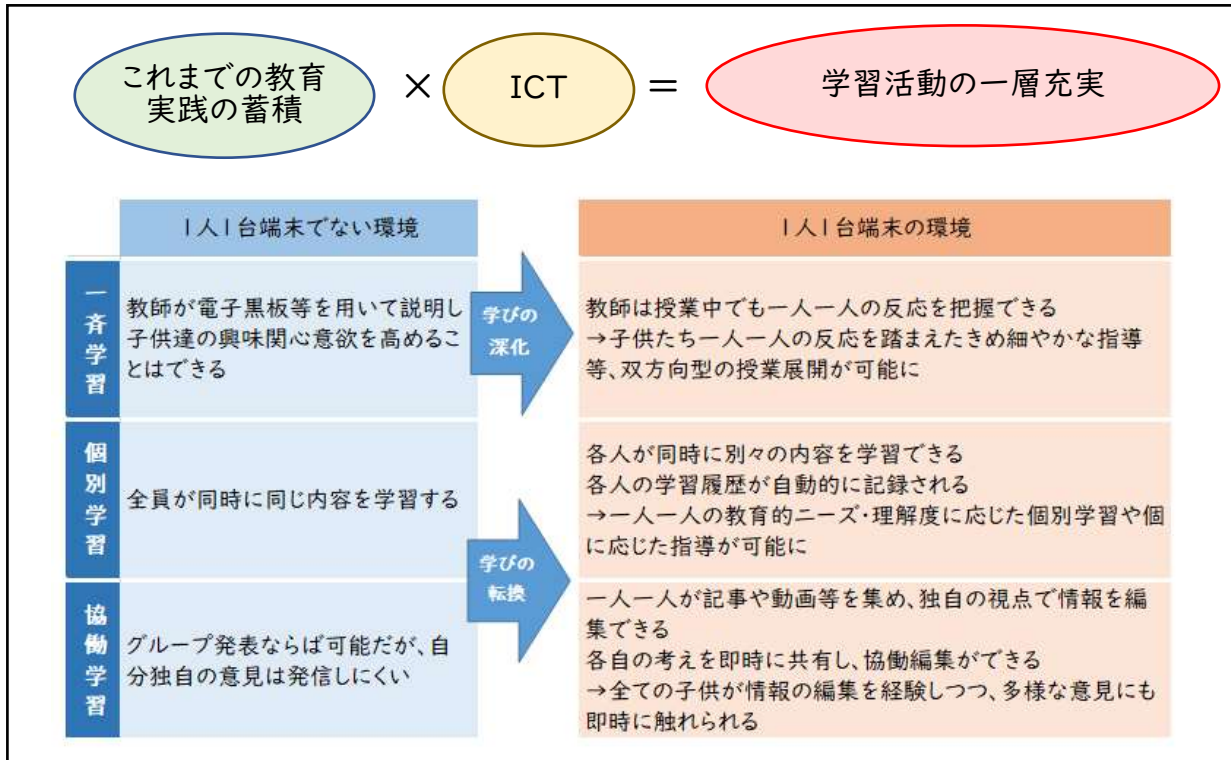 これまでの教育
実践の蓄積
×
ICT
=
学習活動の一層充実
1人1台端末でない環境
1人1台端末の環境
一斉学習
教師が電子黒板等を用いて説明し
子供達の興味関心意欲を高めるこ
とはできる
学びの
深化
教師は授業中でも一人一人の反応を把握できる
→子供たち一人一人の反応を踏まえたきめ細やかな指導
等、双方向型の授業展開が可能に
個別学習
全員が同時に同じ内容を学習する
各人が同時に別々の内容を学習できる
各人の学習履歴が自動的に記録される
→一人一人の教育的ニーズ・理解度に応じた個別学習や個
に応じた指導が可能に
学びの
転換
協働学習
グループ発表ならば可能だが、自
分独自の意見は発信しにくい
一人一人が記事や動画等を集め、独自の視点で情報を編
集できる
各自の考えを即時に共有し、協働編集ができる
→全ての子供が情報の編集を経験しつつ、多様な意見にも
即時に触れられる